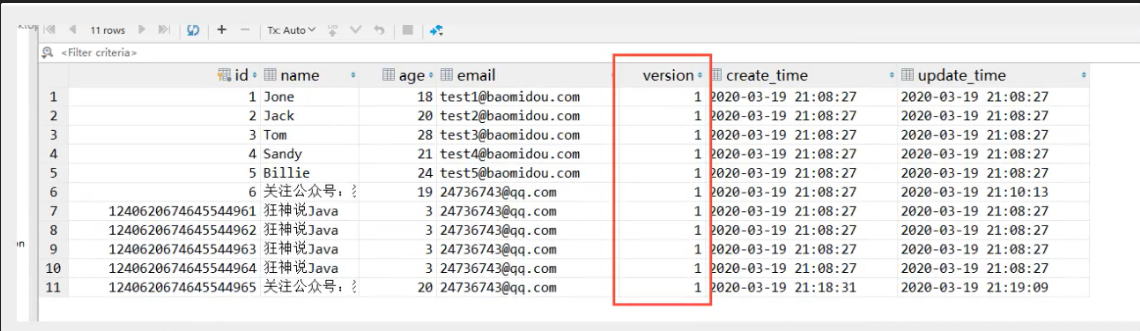 11 rows Tx: Auto
<Filter criteria>
id name age email version create_time update_time
1 1 Jone 18 test1@baomidou.com 1 2020-03-19 21:08:27 2020-03-19 21:08:27
2 2 Jack 20 test2@baomidou.com 1 2020-03-19 21:08:27 2020-03-19 21:08:27
3 3 Tom 28 test3@baomidou.com 1 2020-03-19 21:08:27 2020-03-19 21:08:27
4 4 Sandy 21 test4@baomidou.com 1 2020-03-19 21:08:27 2020-03-19 21:08:27
5 5 Billie 24 test5@baomidou.com 1 2020-03-19 21:08:27 2020-03-19 21:08:27
6 6 关注公众号: 19 24736743@qq.com 1 2020-03-19 21:08:27 2020-03-19 21:10:13
7 1240620674645544961 狂神说Java 3 24736743@qq.com 1 2020-03-19 21:08:27 2020-03-19 21:08:27
8 1240620674645544962 狂神说Java 3 24736743@qq.com 1 2020-03-19 21:08:27 2020-03-19 21:08:27
9 1240620674645544963 狂神说Java 3 24736743@qq.com 1 2020-03-19 21:08:27 2020-03-19 21:08:27
10 1240620674645544964 狂神说Java 3 24736743@qq.com 1 2020-03-19 21:08:27 2020-03-19 21:08:27
11 1240620674645544965 关注公众号: 20 24736743@qq.com 1 2020-03-19 21:18:31 2020-03-19 21:19:09